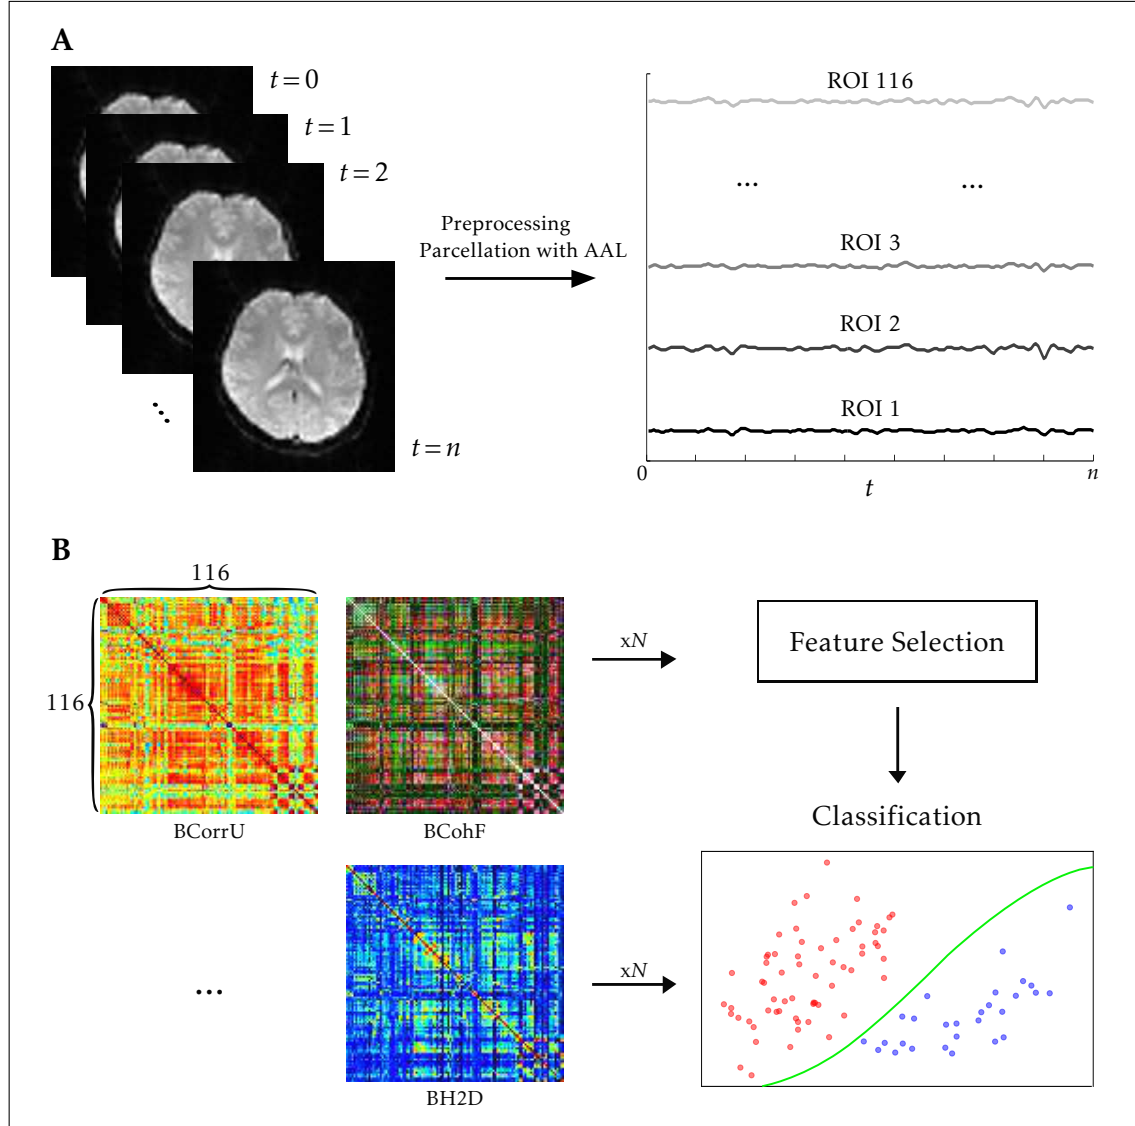 A
t = 0
t = 1
t = 2
t = n
Preprocessing
Parcellation with AAL
ROI 116
... ...
ROI 3
ROI 2
ROI 1
0
n
t
B
116
116
BCorrU
BCohF
xN
Feature Selection
Classification
...
BH2D
xN